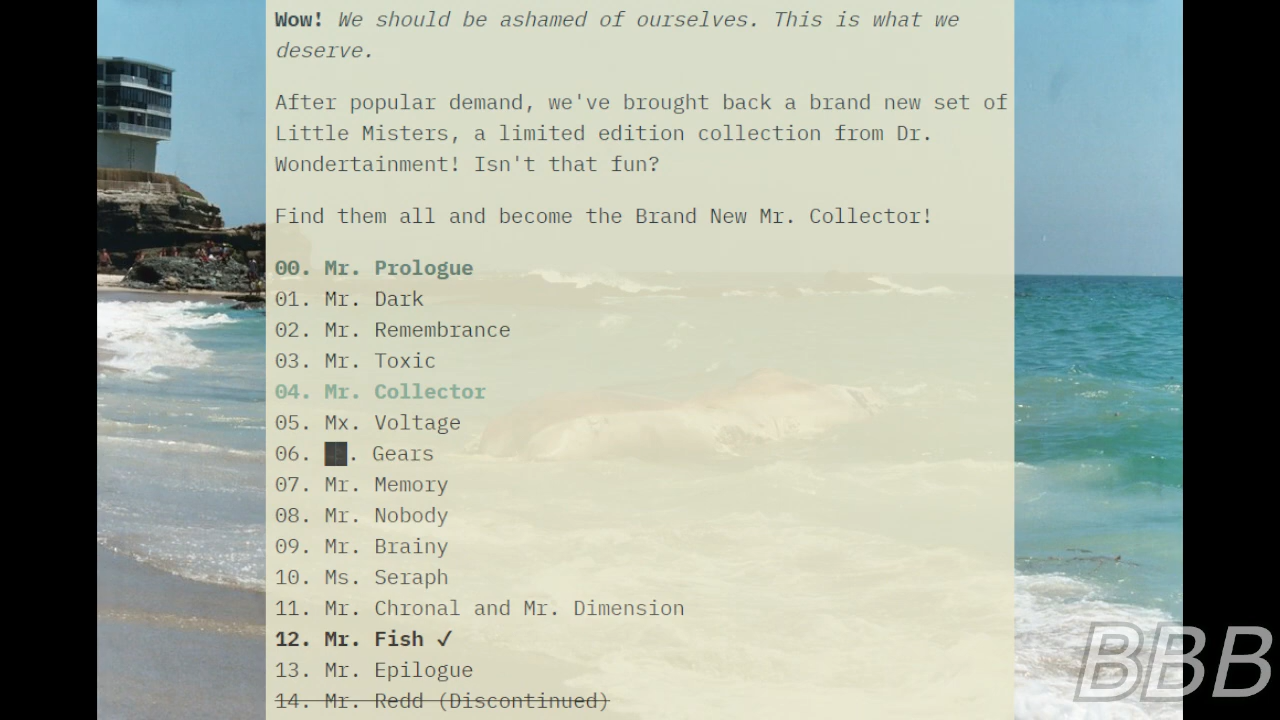 Wow! We should be ashamed of ourselves. This is what we
deserve.
After popular demand, we've brought back a brand new set of
Little Misters, a limited edition collection from Dr.
Wondertainment! Isn't that fun?
Find them all and become the Brand New Mr. Collector!
00. Mr. Prologue
01. Mr. Dark
02. Mr. Remembrance
03. Mr. Toxic
04. Mr. Collector
05. Mx. Voltage
06. ██. Gears
07. Mr. Memory
08. Mr. Nobody
09. Mr. Brainy
10. Ms. Seraph
11. Mr. Chronal and Mr. Dimension
12. Mr. Fish ✓
13. Mr. Epilogue
14. Mr. Redd (Discontinued)
BBB